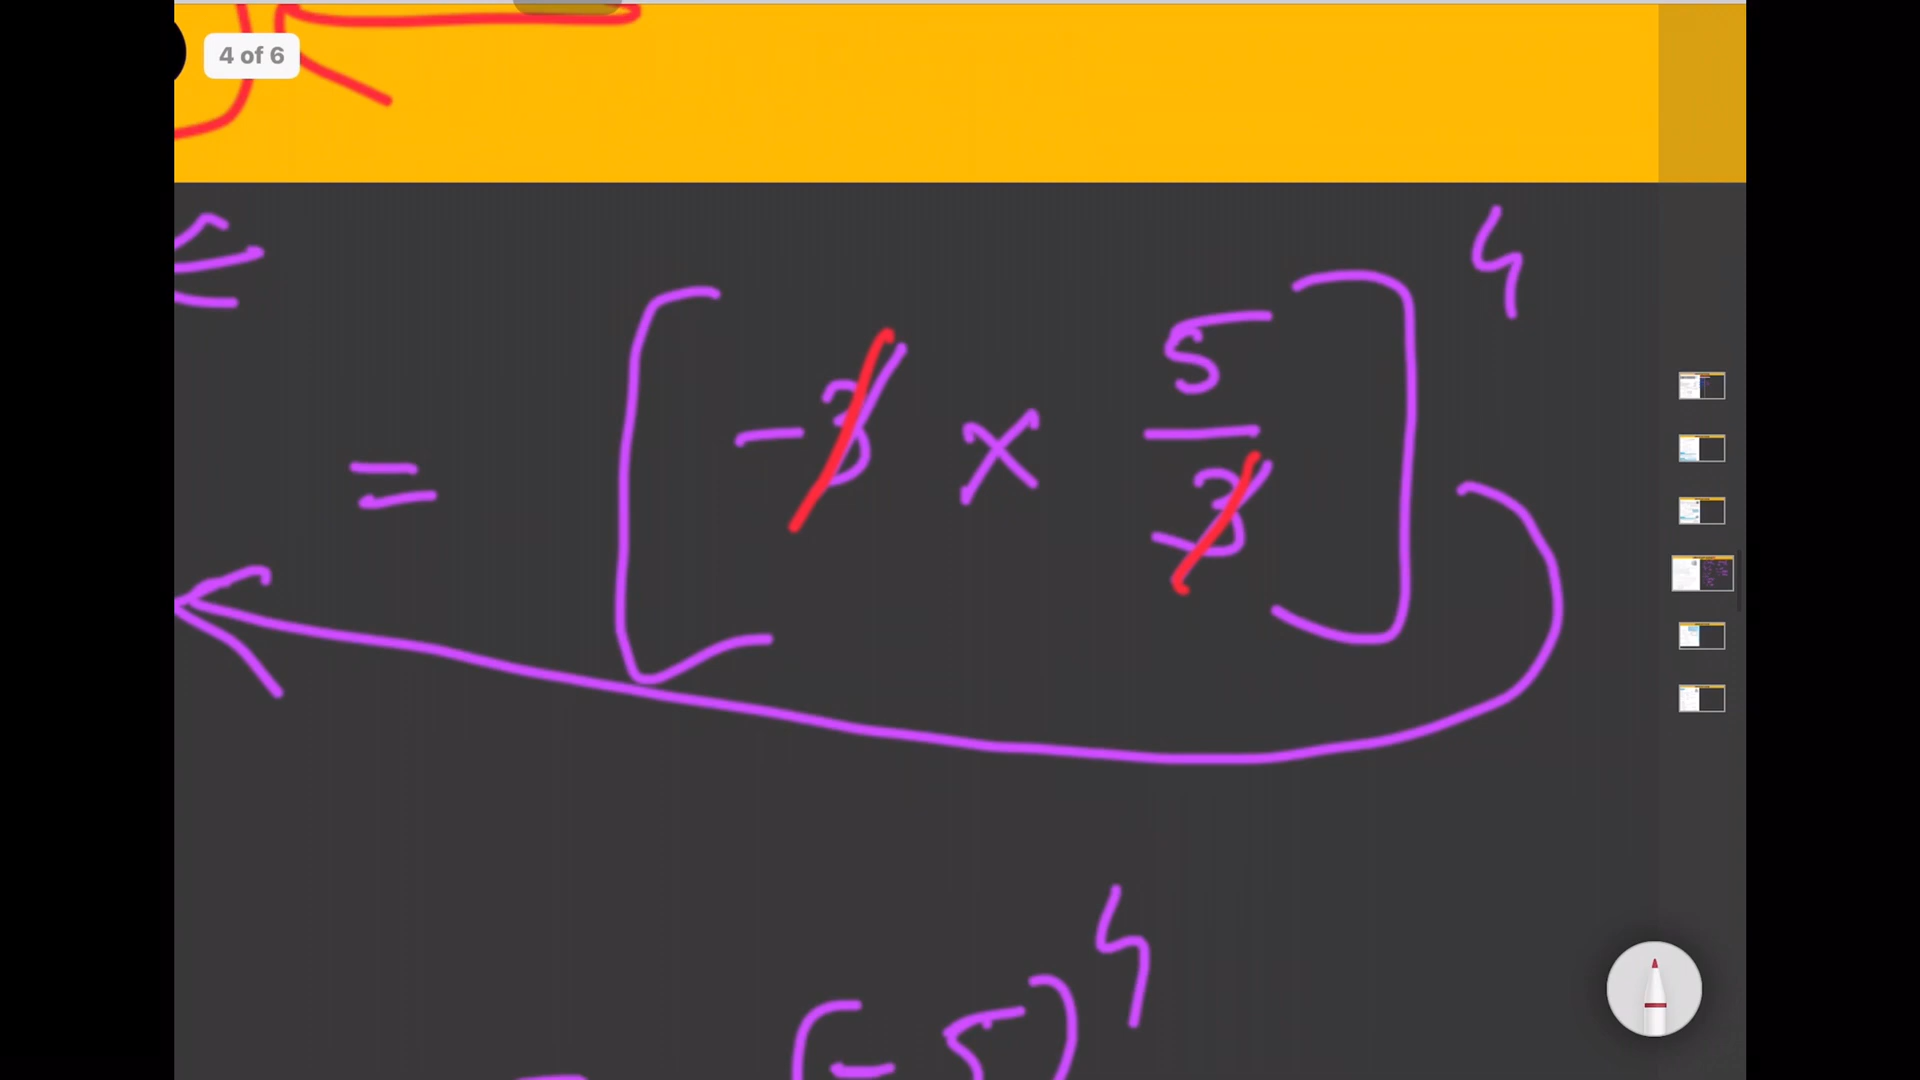 4 of 6
= [ -3 × 5/3 ]⁴
= (-5)⁴